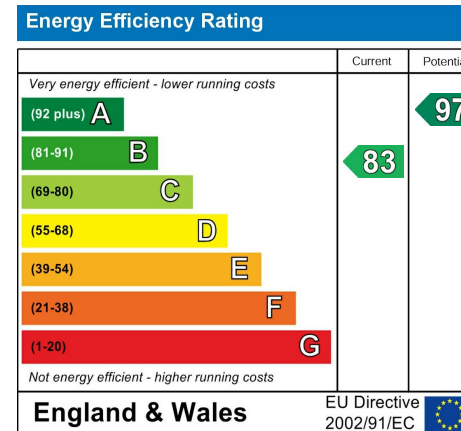 Energy Efficiency Rating
Current Potentia
Very energy efficient - lower running costs
(92 plus) A
97
(81-91) B
83
(69-80) C
(55-68) D
(39-54) E
(21-38) F
(1-20) G
Not energy efficient - higher running costs
England & Wales
EU Directive
2002/91/EC